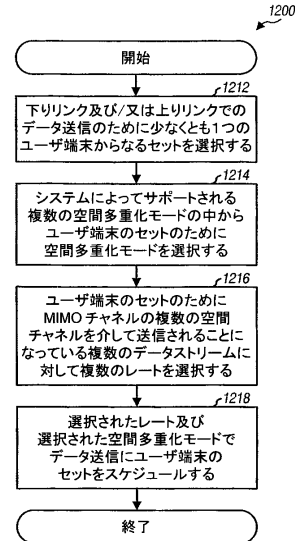 1200
開始
1212
下りリンク及び/又は上りリンクでの
データ送信のために少なくとも1つの
ユーザ端末からなるセットを選択する
1214
システムによってサポートされる
複数の空間多重化モードの中から
ユーザ端末のセットのために
空間多重化モードを選択する
1216
ユーザ端末のセットのために
MIMOチャネルの複数の空間
チャネルを介して送信されることに
なっている複数のデータストリームに
対して複数のレートを選択する
1218
選択されたレート及び
選択された空間多重化モードで
データ送信にユーザ端末の
セットをスケジュールする
終了